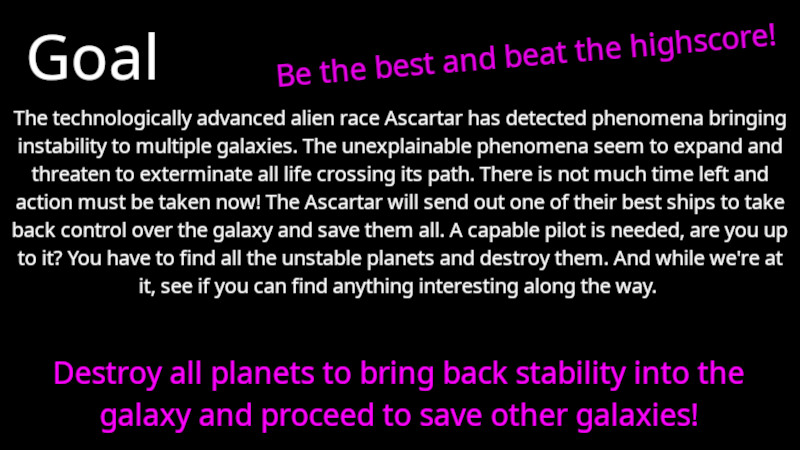 Goal
Be the best and beat the highscore!
The technologically advanced alien race Ascartar has detected phenomena bringing
instability to multiple galaxies. The unexplainable phenomena seem to expand and
threaten to exterminate all life crossing its path. There is not much time left and
action must be taken now! The Ascartar will send out one of their best ships to take
back control over the galaxy and save them all. A capable pilot is needed, are you up
to it? You have to find all the unstable planets and destroy them. And while we're at
it, see if you can find anything interesting along the way.
Destroy all planets to bring back stability into the
galaxy and proceed to save other galaxies!